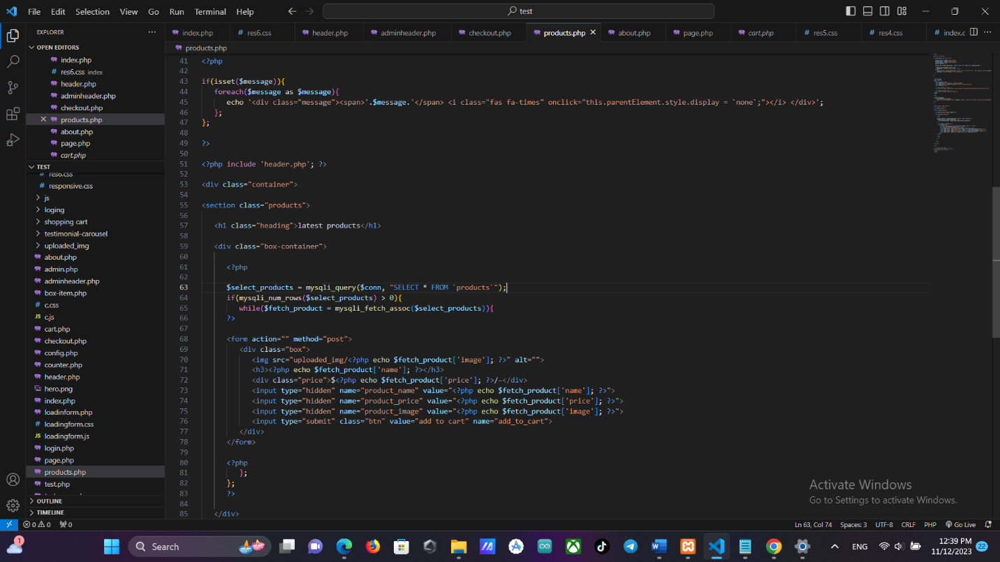 File Edit Selection View Go Run Terminal Help
test
EXPLORER
index.php
res6.css
header.php
adminheader.php
checkout.php
products.php
about.php
page.php
cart.php
res5.css
res4.css
index.c
OPEN EDITORS
index.php
res6.css index
header.php
adminheader.php
checkout.php
products.php
about.php
page.php
cart.php
TEST
res6.css
responsive.css
js
loging
shopping cart
testimonial-carousel
uploaded_img
about.php
admin.php
adminheader.php
box-item.php
c.css
c.js
cart.php
checkout.php
config.php
counter.php
header.php
hero.png
index.php
loadinform.php
loadingform.css
loadingform.js
login.php
page.php
products.php
test.php
OUTLINE
TIMELINE
products.php
41 <?php
42
43 if(isset($message)){
44 foreach($message as $message){
45 echo '<div class="message"><span>'.$message.'</span> <i class="fas fa-times" onclick="this.parentElement.style.display = `none`;"></i> </div>';
46 };
47 };
48
49 ?>
50
51 <?php include 'header.php'; ?>
52
53 <div class="container">
54
55 <section class="products">
56
57 <h1 class="heading">latest products</h1>
58
59 <div class="box-container">
60
61 <?php
62
63 $select_products = mysqli_query($conn, "SELECT * FROM `products`");
64 if(mysqli_num_rows($select_products) > 0){
65 while($fetch_product = mysqli_fetch_assoc($select_products)){
66 ?>
67
68 <form action="" method="post">
69 <div class="box">
70 <img src="uploaded_img/<?php echo $fetch_product['image']; ?>" alt="">
71 <h3><?php echo $fetch_product['name']; ?></h3>
72 <div class="price">$<?php echo $fetch_product['price']; ?>/-</div>
73 <input type="hidden" name="product_name" value="<?php echo $fetch_product['name']; ?>">
74 <input type="hidden" name="product_price" value="<?php echo $fetch_product['price']; ?>">
75 <input type="hidden" name="product_image" value="<?php echo $fetch_product['image']; ?>">
76 <input type="submit" class="btn" value="add to cart" name="add_to_cart">
77 </div>
78 </form>
79
80 <?php
81 };
82 };
83 ?>
84
85 </div>
Activate Windows
Go to Settings to activate Windows.
0 0 0
Ln 63, Col 74 Spaces: 3 UTF-8 CRLF PHP Go Live
1
Search
ENG
12:39 PM
11/12/2023
22